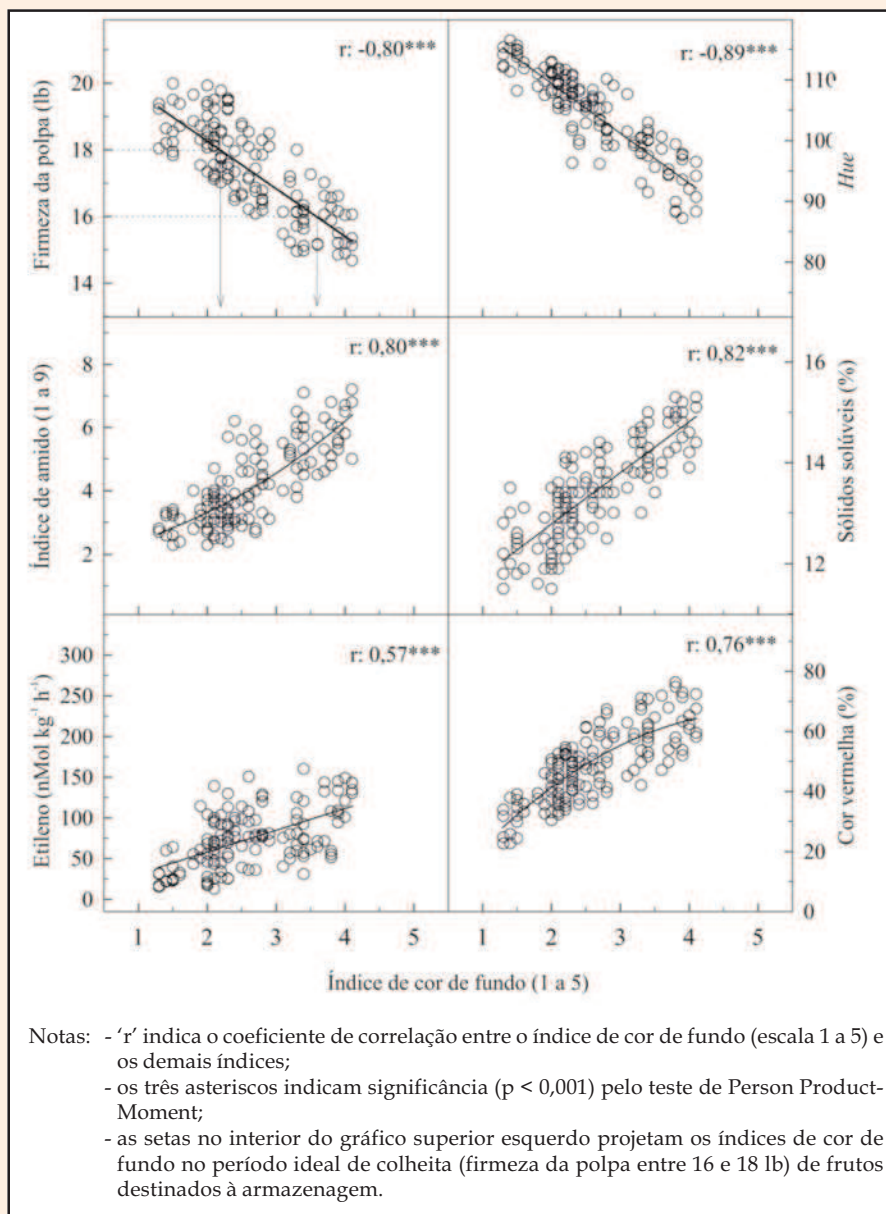 r: -0,80***
r: -0,89***
Firmeza da polpa (lb)
20
18
16
14
110
100
90
80
Hue
r: 0,80***
r: 0,82***
Índice de amido (1 a 9)
8
6
4
2
16
14
12
Sólidos solúveis (%)
r: 0,57***
r: 0,76***
Etileno (nMol kg⁻¹ h⁻¹)
300
250
200
150
100
50
0
80
60
40
20
0
Cor vermelha (%)
1 2 3 4 5 1 2 3 4 5
Índice de cor de fundo (1 a 5)
Notas: - ‘r’ indica o coeficiente de correlação entre o índice de cor de fundo (escala 1 a 5) e
os demais índices;
- os três asteriscos indicam significância (p < 0,001) pelo teste de Person Product-
Moment;
- as setas no interior do gráfico superior esquerdo projetam os índices de cor de
fundo no período ideal de colheita (firmeza da polpa entre 16 e 18 lb) de frutos
destinados à armazenagem.